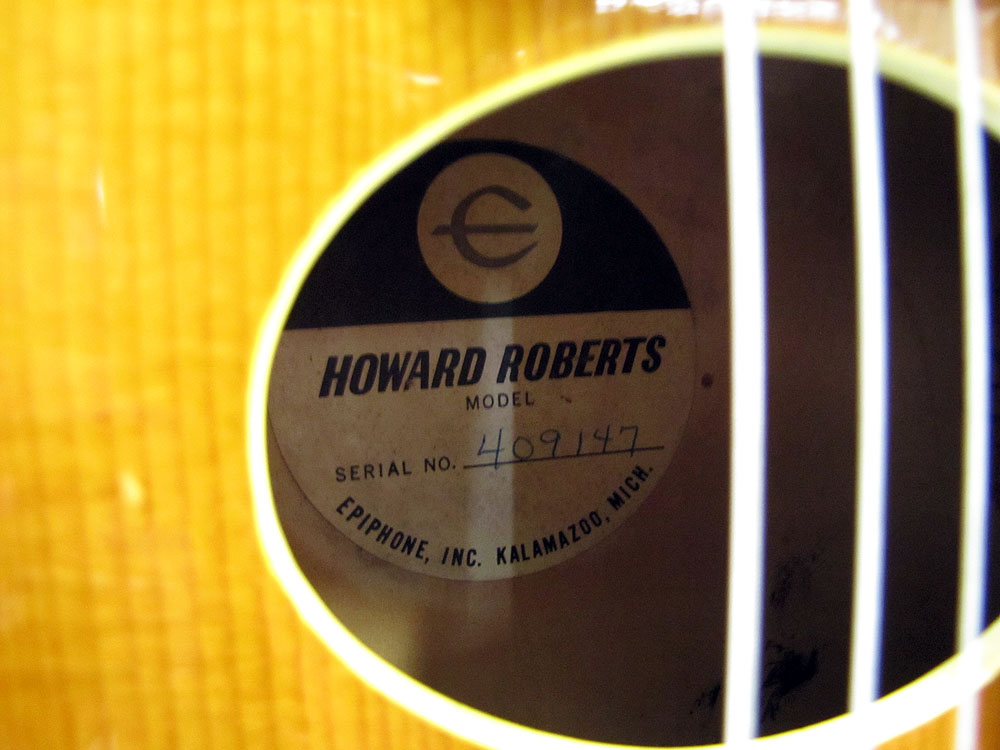 HOWARD ROBERTS
MODEL
SERIAL NO. 409147
EPIPHONE, INC. KALAMAZOO, MICH.